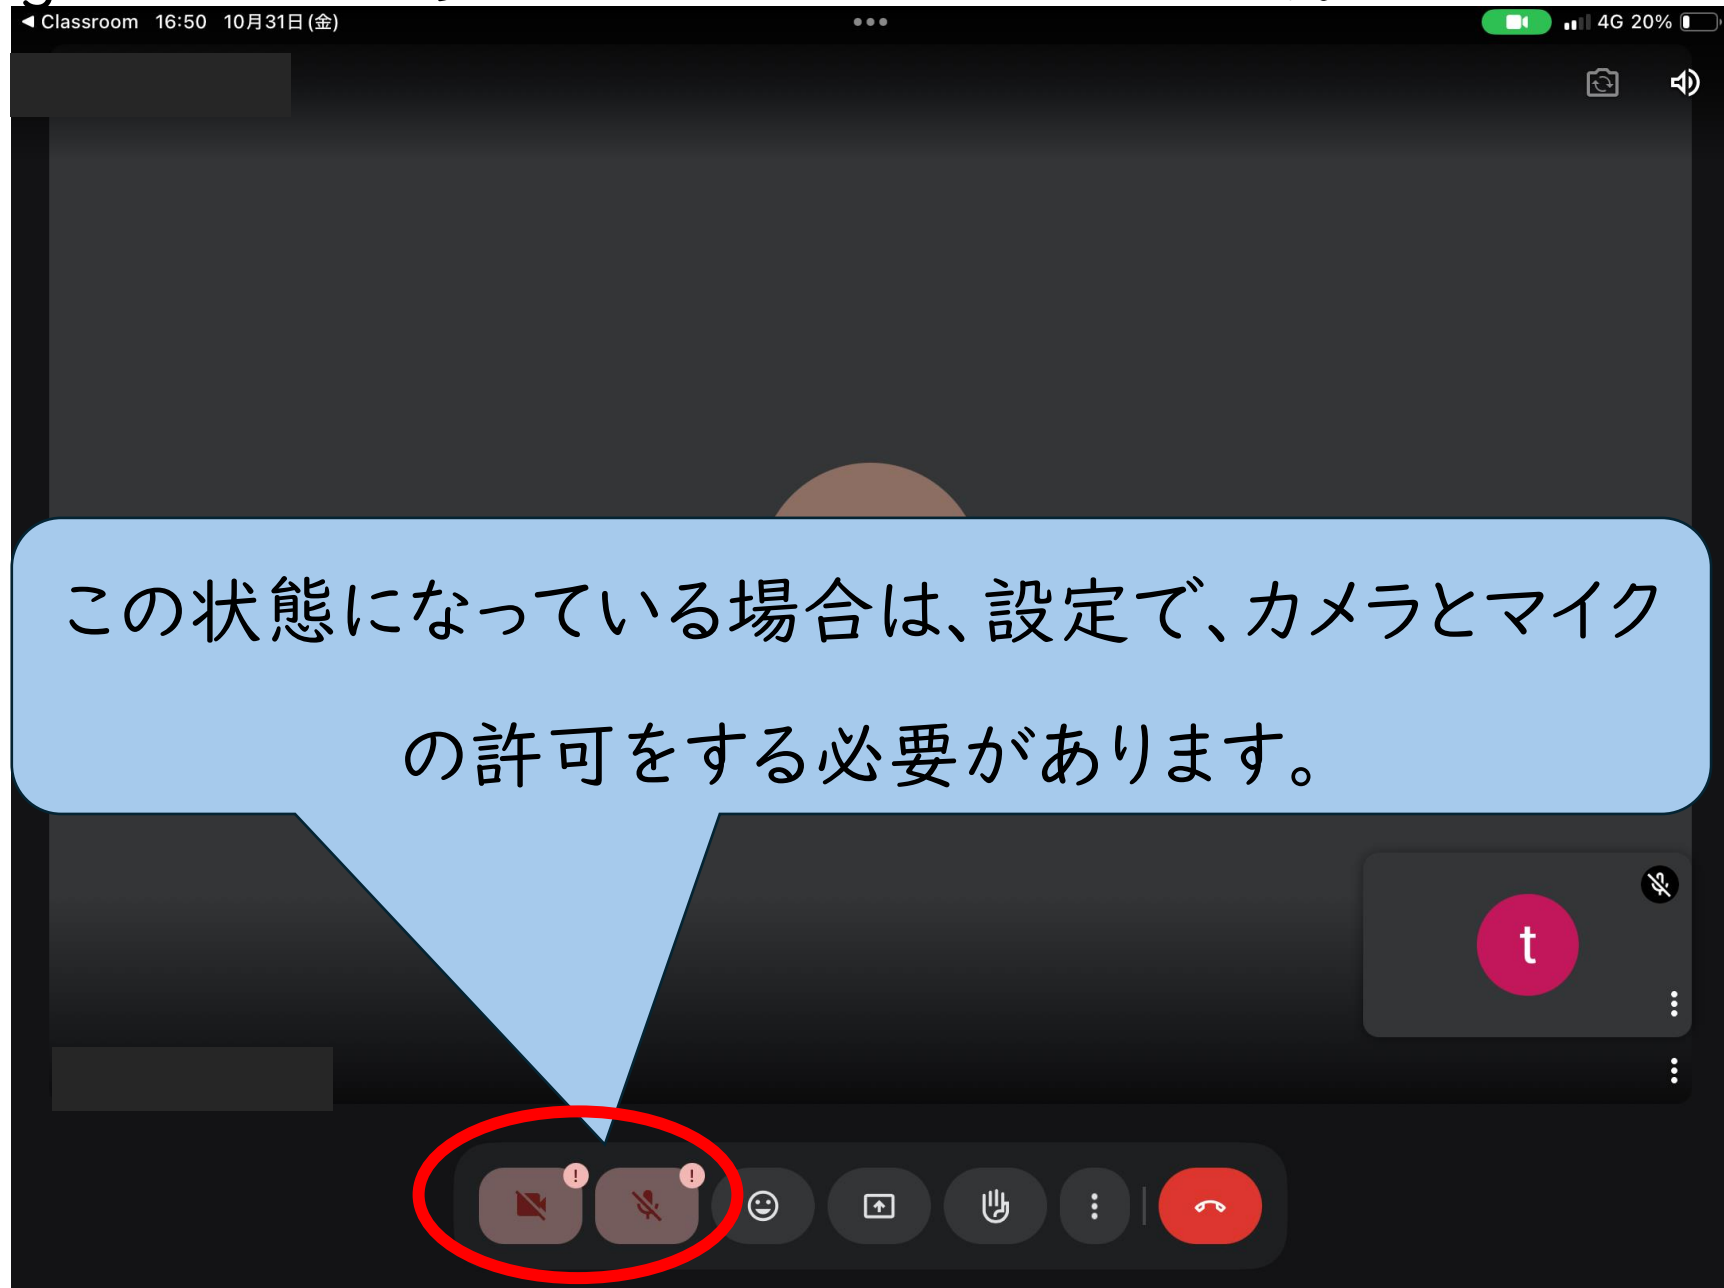 Classroom 16:50 10月31日(金)
4G 20%
この状態になっている場合は、設定で、カメラとマイク
の許可をする必要があります。
t